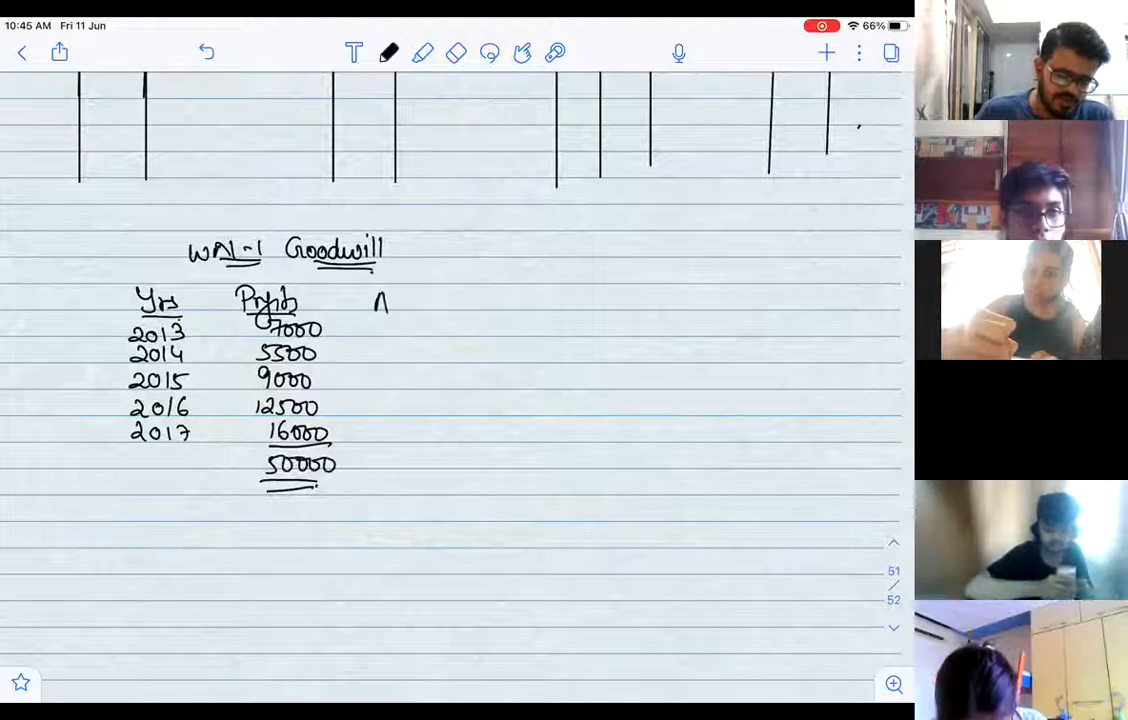 10:45 AM Fri 11 Jun
66%
T
WN-1 Goodwill
Yrs Profits
2013 7000
2014 5500
2015 9000
2016 12500
2017 16000
50000
51
/
52